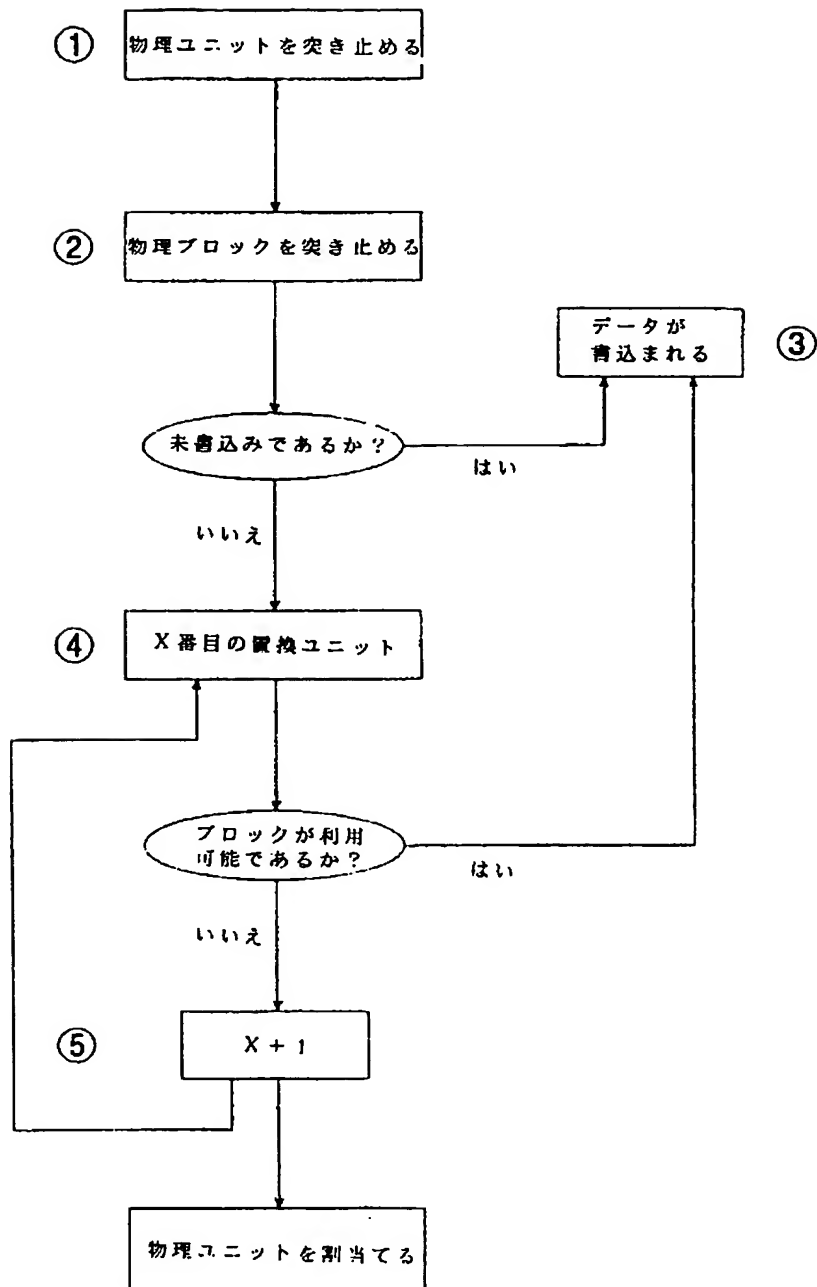 ① 物理ユニットを突き止める
② 物理ブロックを突き止める
データが
書込まれる ③
未書込みであるか?
はい
いいえ
④ X番目の置換ユニット
ブロックが利用
可能であるか?
はい
いいえ
⑤ X + 1
物理ユニットを割当てる